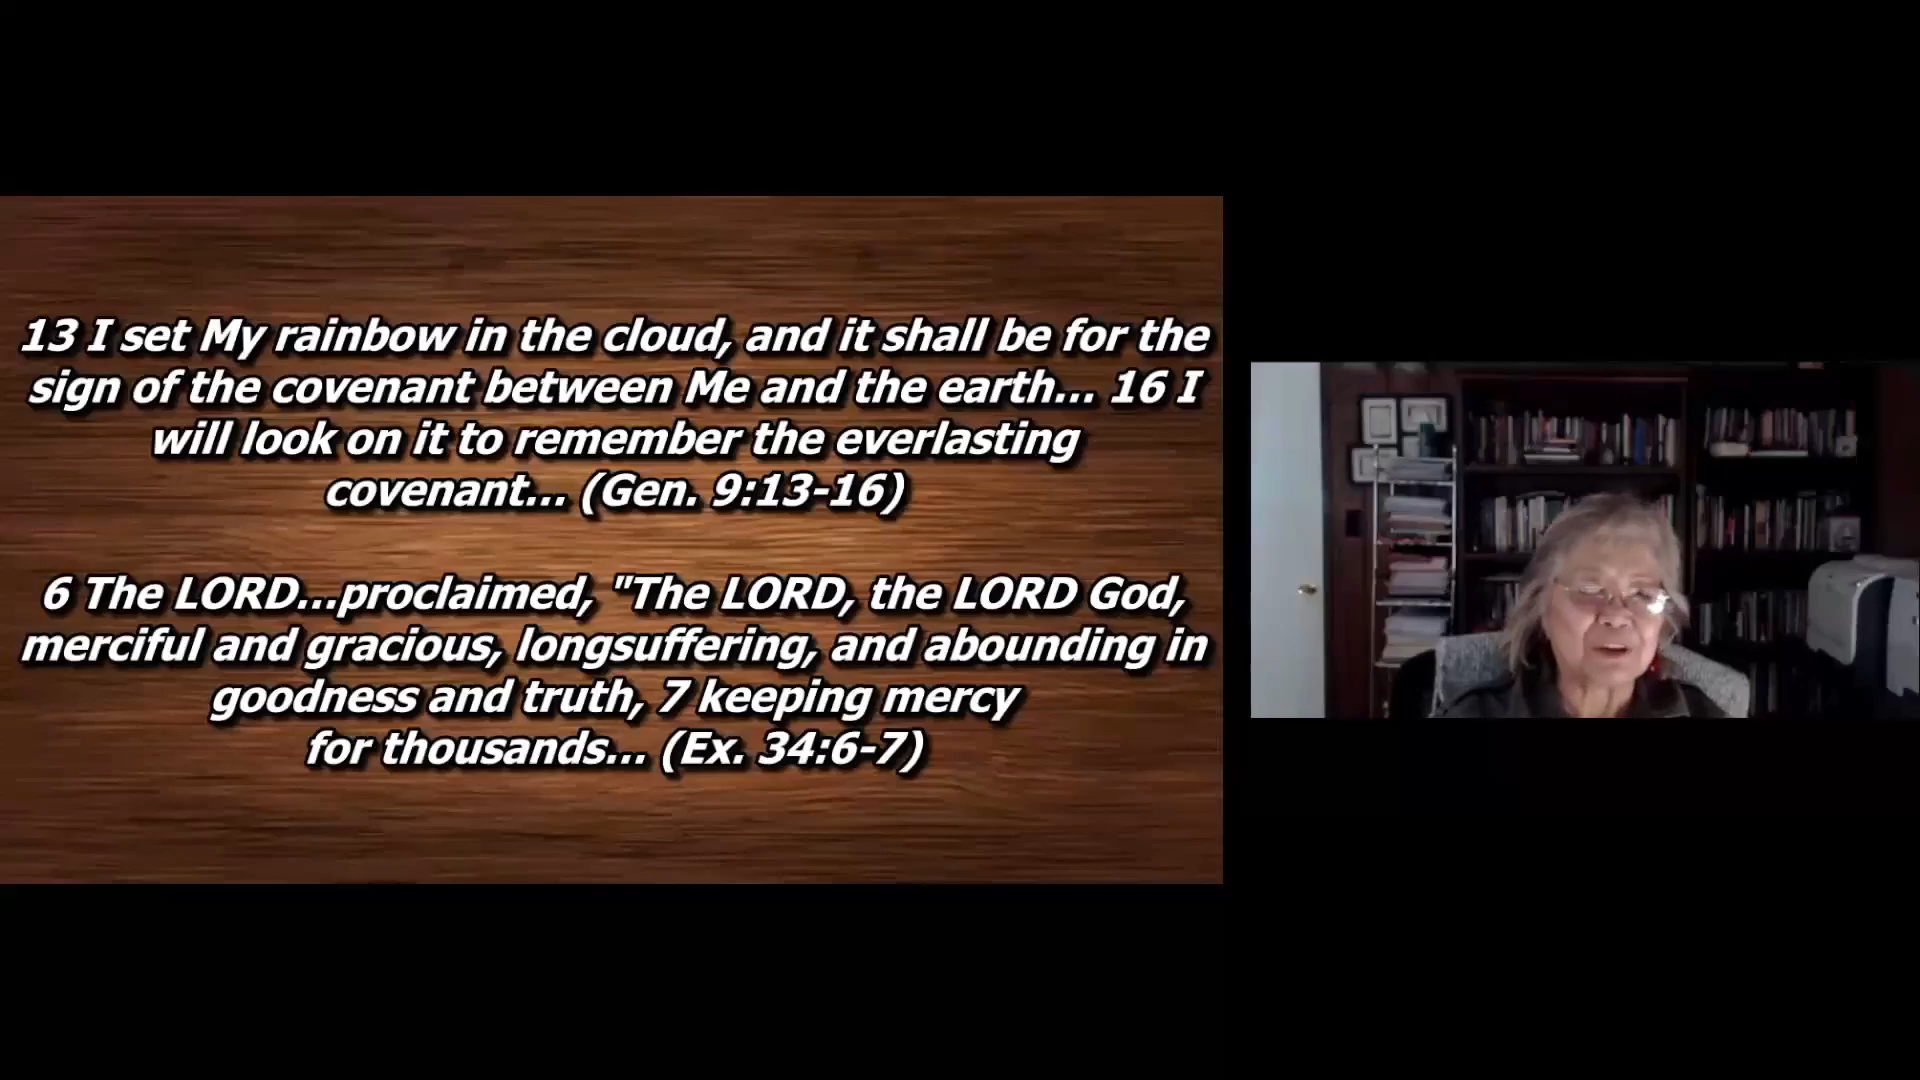 13 I set My rainbow in the cloud, and it shall be for the
sign of the covenant between Me and the earth... 16 I
will look on it to remember the everlasting
covenant... (Gen. 9:13-16)
6 The LORD...proclaimed, "The LORD, the LORD God,
merciful and gracious, longsuffering, and abounding in
goodness and truth, 7 keeping mercy
for thousands... (Ex. 34:6-7)